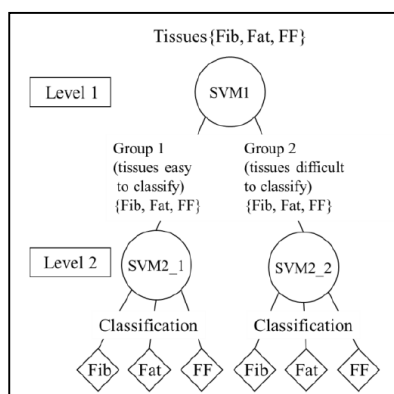 Tissues{Fib, Fat, FF}
Level 1
SVM1
Group 1
(tissues easy
to classify)
{Fib, Fat, FF}
Group 2
(tissues difficult
to classify)
{Fib, Fat, FF}
Level 2
SVM2_1
SVM2_2
Classification
Classification
Fib
Fat
FF
Fib
Fat
FF